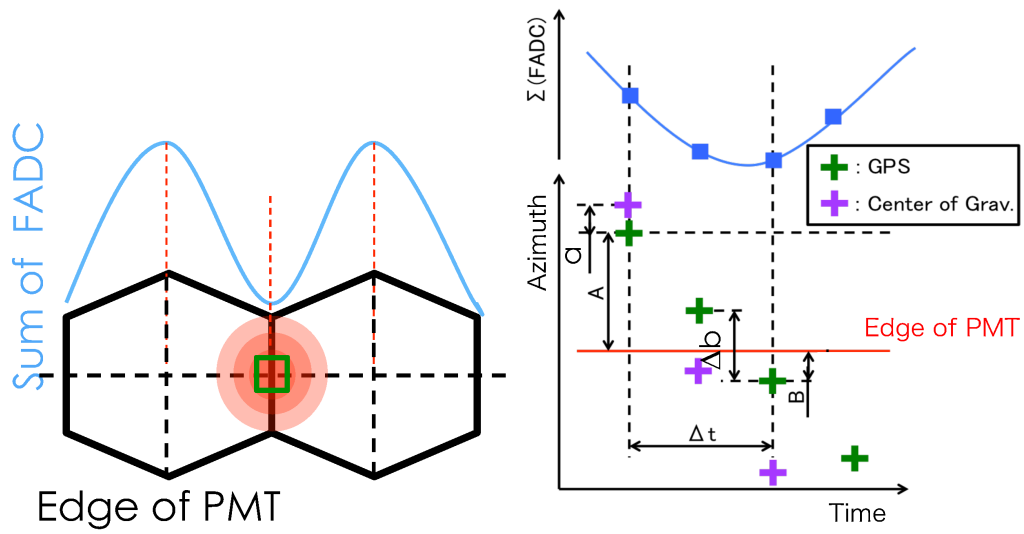 Sum of FADC
Edge of PMT
Σ(FADC)
Azimuth
: GPS
: Center of Grav.
a
A
Edge of PMT
Δb
B
Δt
Time